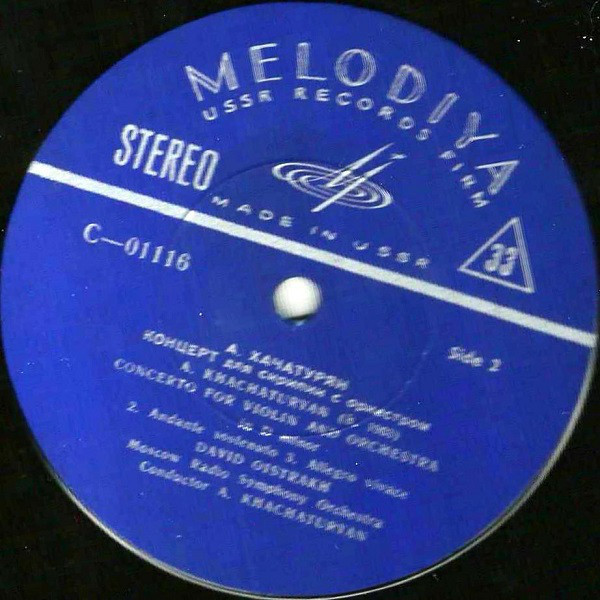 MELODIYA
USSR RECORDS FIRM
STEREO
MADE IN USSR
33
C—01116
Side 2
А. ХАЧАТУРЯН
КОНЦЕРТ для скрипки с оркестром
A. KHACHATURYAN
CONCERTO FOR VIOLIN AND ORCHESTRA
in D minor
2. Andante sostenuto 3. Allegro vivace
DAVID OISTRAKH
Moscow Radio Symphony Orchestra
Conductor A. KHACHATURYAN